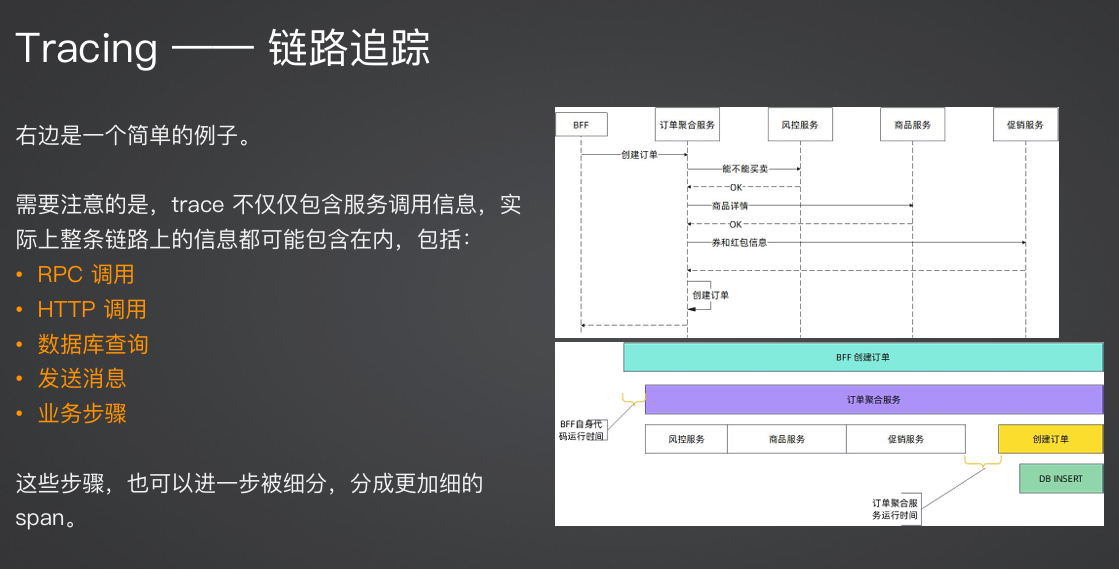 Tracing —— 链路追踪
右边是一个简单的例子。
需要注意的是，trace 不仅仅包含服务调用信息，实
际上整条链路上的信息都可能包含在内，包括：
• RPC 调用
• HTTP 调用
• 数据库查询
• 发送消息
• 业务步骤
这些步骤，也可以进一步被细分，分成更加细的
span。
BFF
订单聚合服务
风控服务
商品服务
促销服务
创建订单
能不能买卖
OK
商品详情
OK
券和红包信息
创建订单
BFF 创建订单
订单聚合服务
BFF自身代
码运行时间
风控服务
商品服务
促销服务
创建订单
DB INSERT
订单聚合服
务运行时间